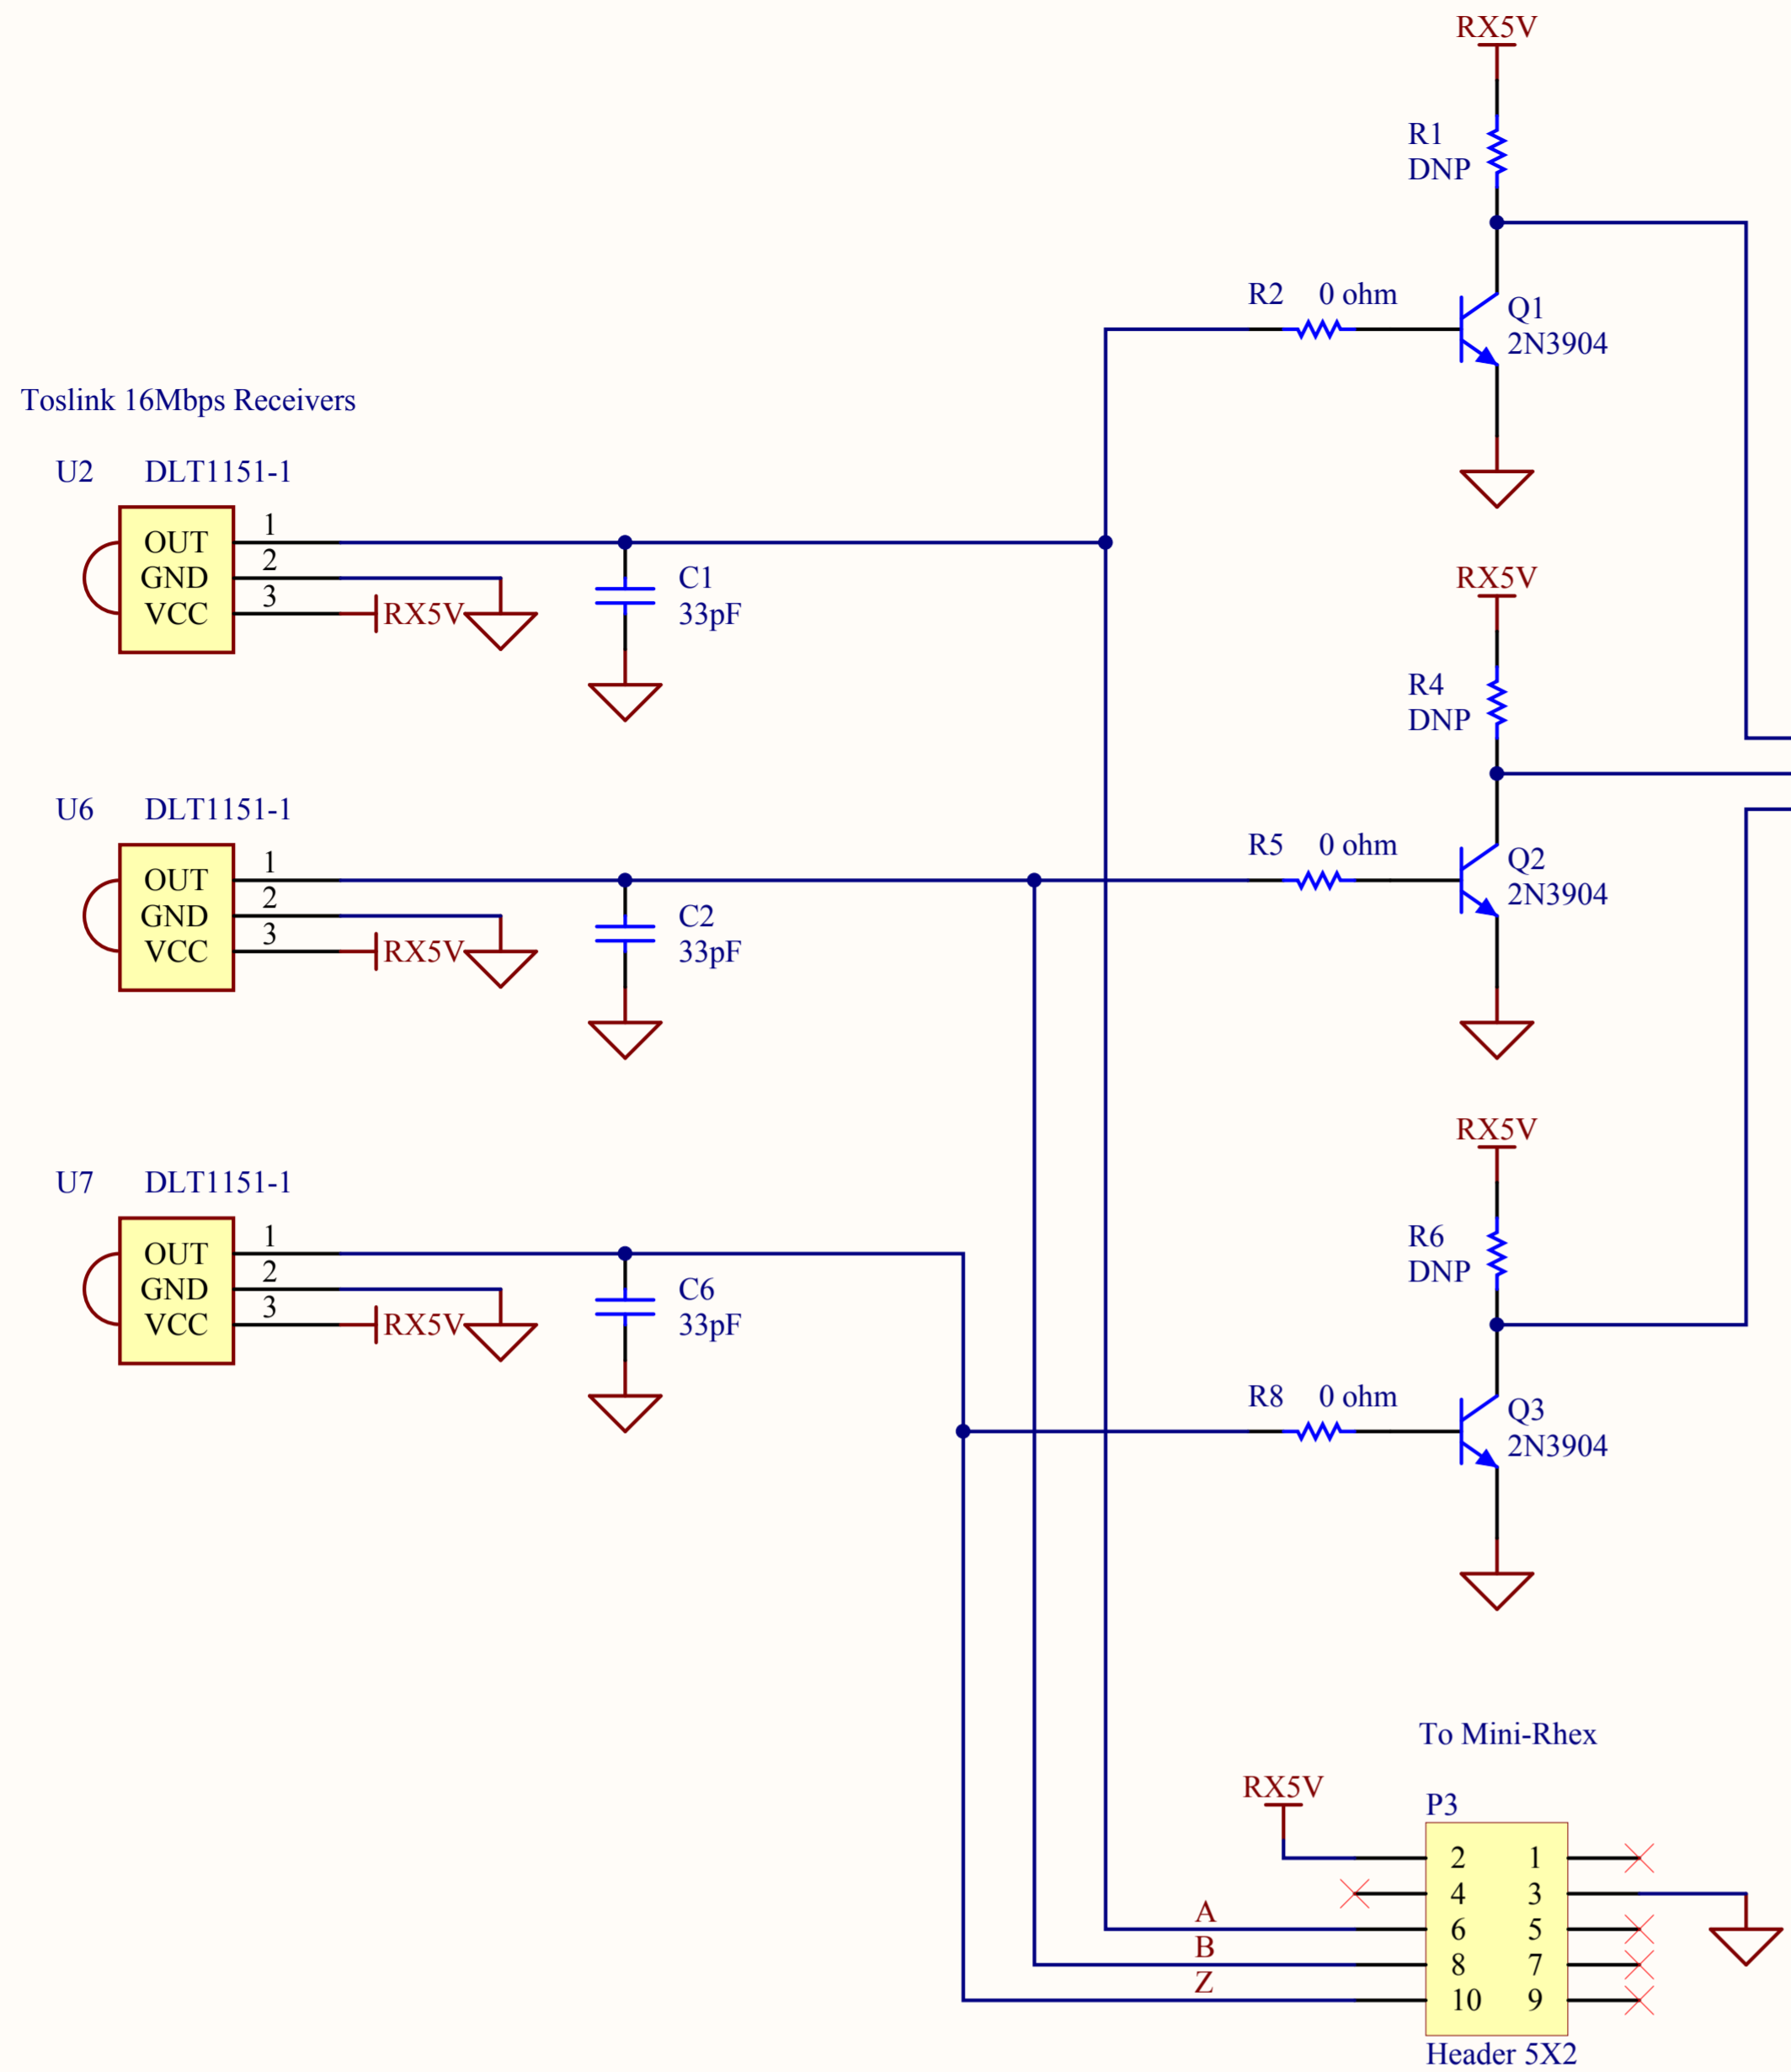 RX5V
R1
DNP
R2 0 ohm
Q1
2N3904
Toslink 16Mbps Receivers
U2 DLT1151-1
OUT 1
GND 2
VCC 3
RX5V
C1
33pF
RX5V
R4
DNP
U6 DLT1151-1
OUT 1
GND 2
VCC 3
RX5V
C2
33pF
R5 0 ohm
Q2
2N3904
RX5V
U7 DLT1151-1
OUT 1
GND 2
VCC 3
RX5V
C6
33pF
R6
DNP
R8 0 ohm
Q3
2N3904
To Mini-Rhex
RX5V
P3
2 1
4 3
A 6 5
B 8 7
Z 10 9
Header 5X2